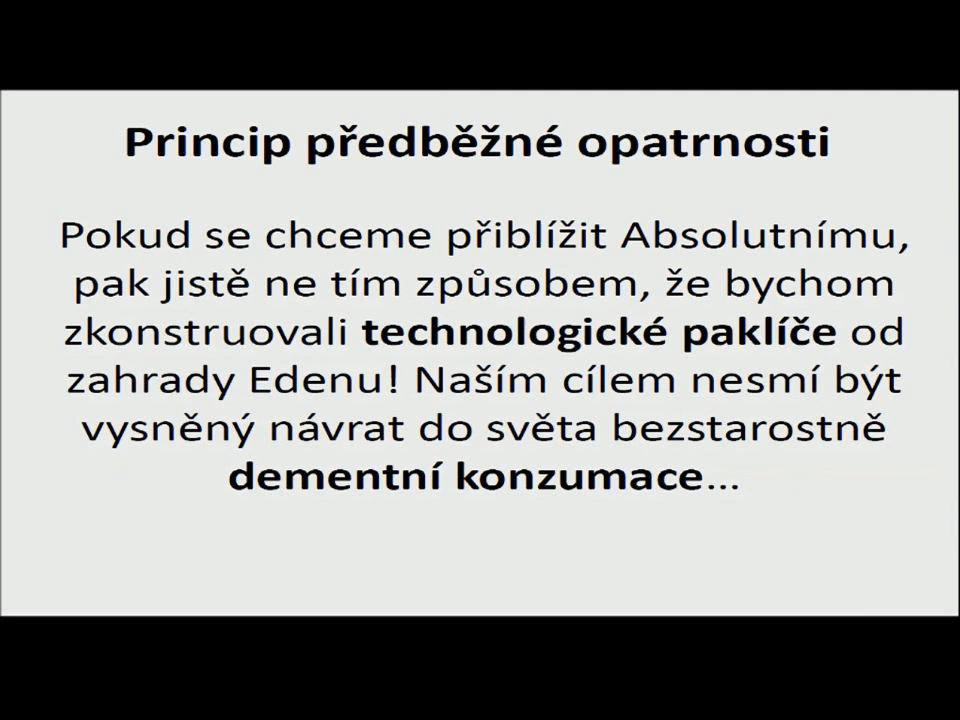 Princip předběžné opatrnosti
Pokud se chceme přiblížit Absolutnímu,
pak jistě ne tím způsobem, že bychom
zkonstruovali technologické paklíče od
zahrady Edenu! Naším cílem nesmí být
vysněný návrat do světa bezstarostně
dementní konzumace...